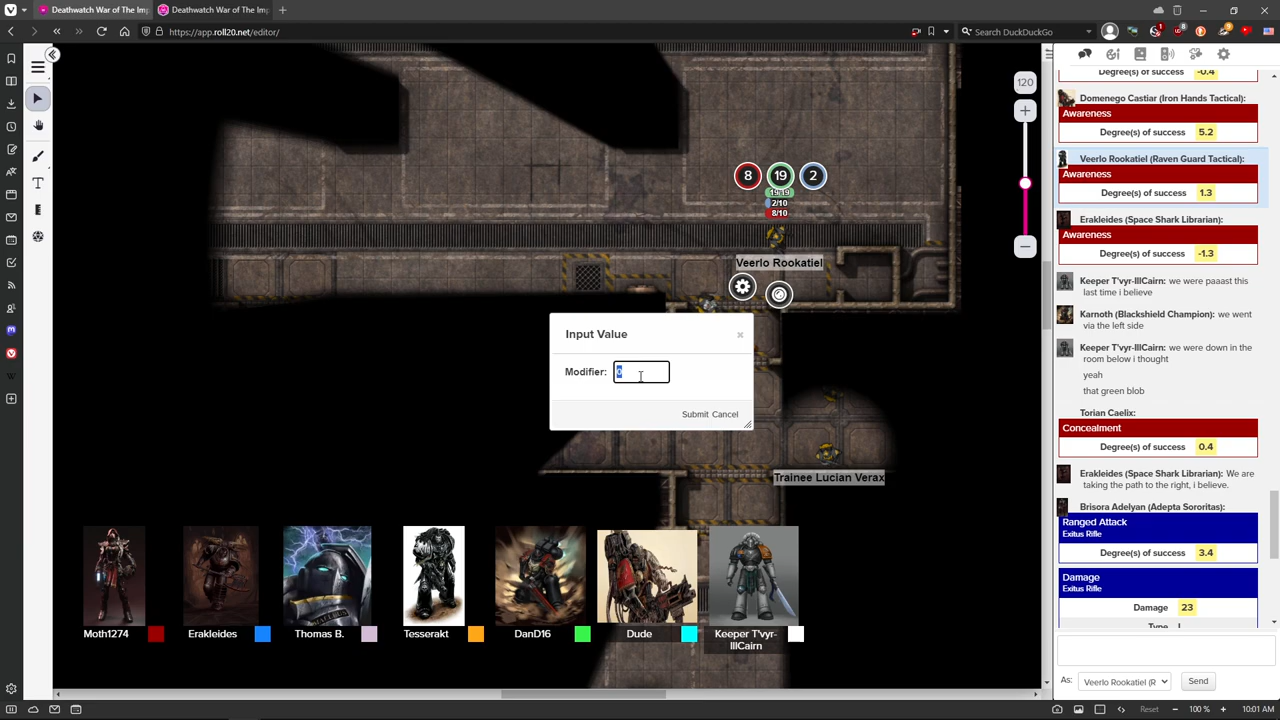 Deathwatch War of The Imp
Deathwatch War of The Imp
https://app.roll20.net/editor/
Search DuckDuckGo
120
8
19
2
19/19
2/10
8/10
Veerlo Rookatiel
Input Value
Modifier: 0
Submit Cancel
Trainee Lucian Verax
Moth1274
Erakleides
Thomas B.
Tesserakt
DanD16
Dude
Keeper T'vyr-
IllCairn
Degree(s) of success -0.4
Domenego Castiar (Iron Hands Tactical):
Awareness
Degree(s) of success 5.2
Veerlo Rookatiel (Raven Guard Tactical):
Awareness
Degree(s) of success 1.3
Erakleides (Space Shark Librarian):
Awareness
Degree(s) of success -1.3
Keeper T'vyr-IllCairn: we were paaast this
last time i believe
Karnoth (Blackshield Champion): we went
via the left side
Keeper T'vyr-IllCairn: we were down in the
room below i thought
yeah
that green blob
Torian Caelix:
Concealment
Degree(s) of success 0.4
Erakleides (Space Shark Librarian): We are
taking the path to the right, i believe.
Brisora Adelyan (Adepta Sororitas):
Ranged Attack
Exitus Rifle
Degree(s) of success 3.4
Damage
Exitus Rifle
Damage 23
Type I
As: Veerlo Rookatiel (R
Send
Reset
100 %
10:01 AM